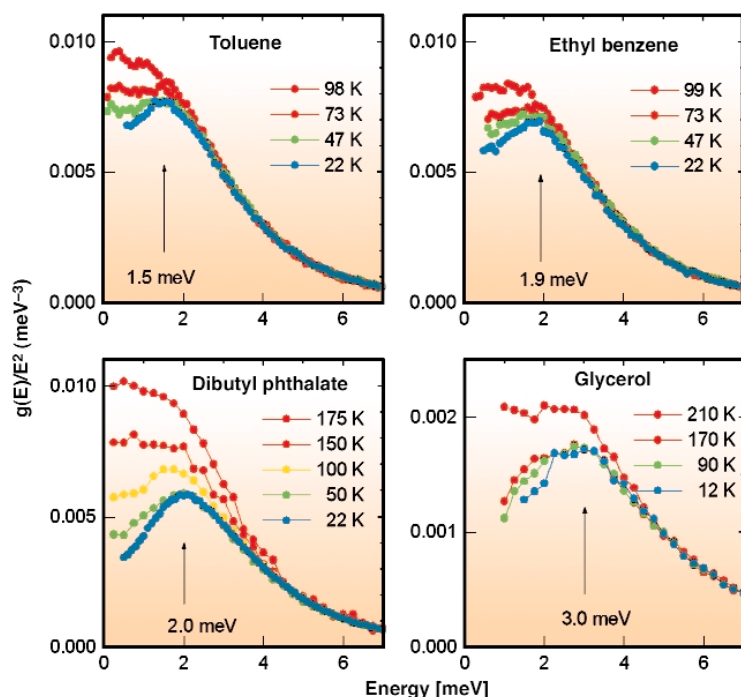 Toluene
98 K
73 K
47 K
22 K
1.5 meV
0.010
0.005
0.000
0 2 4 6
Ethyl benzene
99 K
73 K
47 K
22 K
1.9 meV
0.010
0.005
0.000
0 2 4 6
g(E)/E² (meV⁻³)
Dibutyl phthalate
175 K
150 K
100 K
50 K
22 K
2.0 meV
0.010
0.005
0.000
0 2 4 6
Glycerol
210 K
170 K
90 K
12 K
3.0 meV
0.002
0.001
0.000
0 2 4 6
Energy [meV]